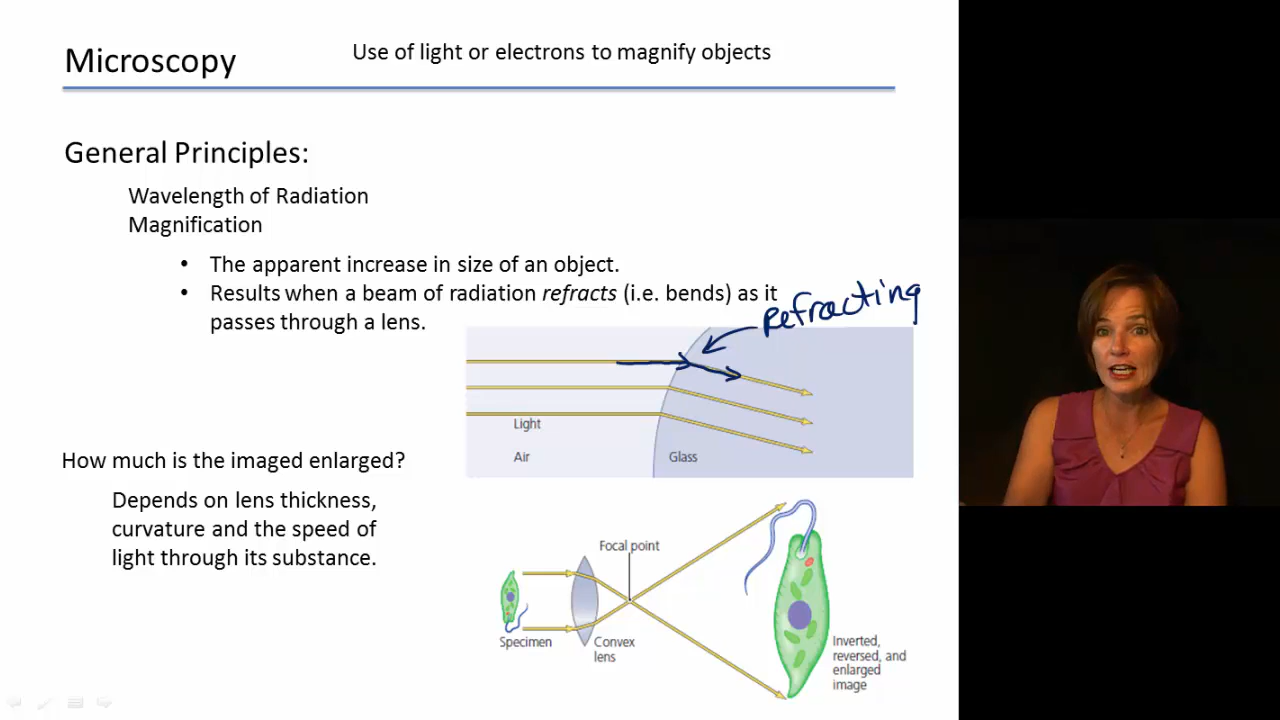 Microscopy
Use of light or electrons to magnify objects
General Principles:
Wavelength of Radiation
Magnification
• The apparent increase in size of an object.
• Results when a beam of radiation refracts (i.e. bends) as it
passes through a lens.
refracting
Light
Air
Glass
How much is the imaged enlarged?
Depends on lens thickness,
curvature and the speed of
light through its substance.
Focal point
Specimen
Convex
lens
Inverted,
reversed, and
enlarged
image